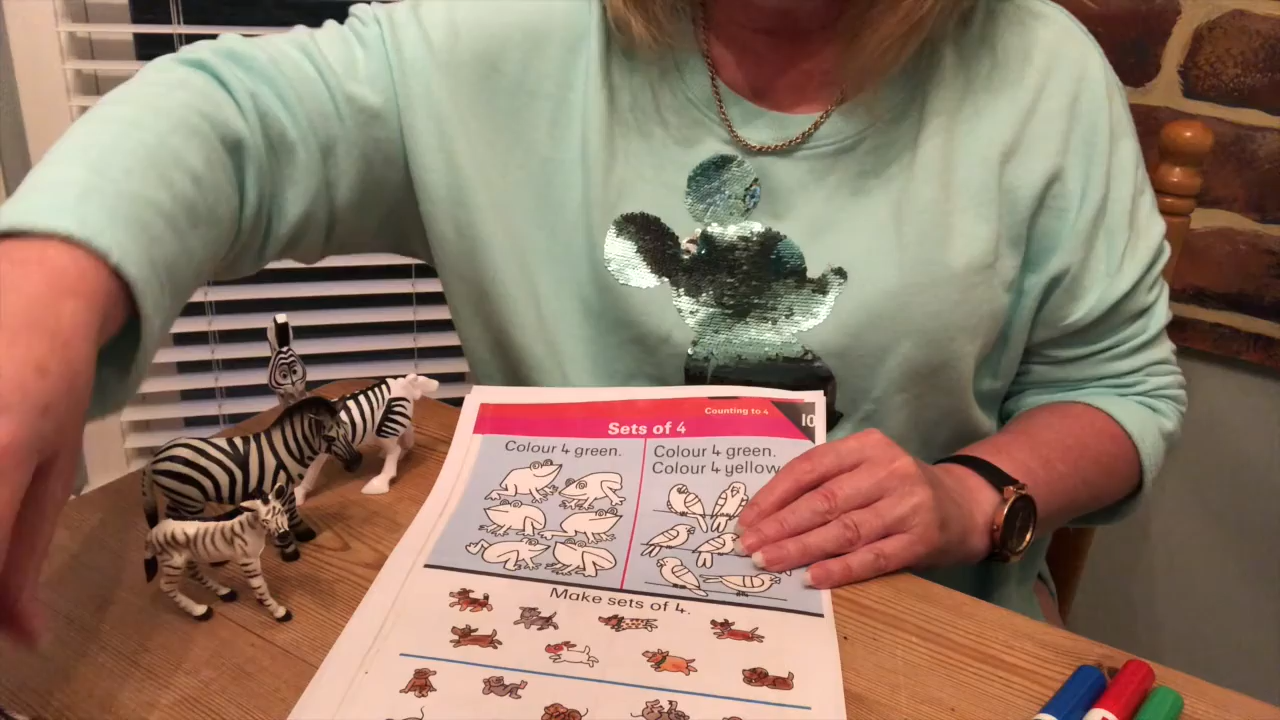 Counting to 4
10
Sets of 4
Colour 4 green.
Colour 4 green.
Colour 4 yellow
Make sets of 4.